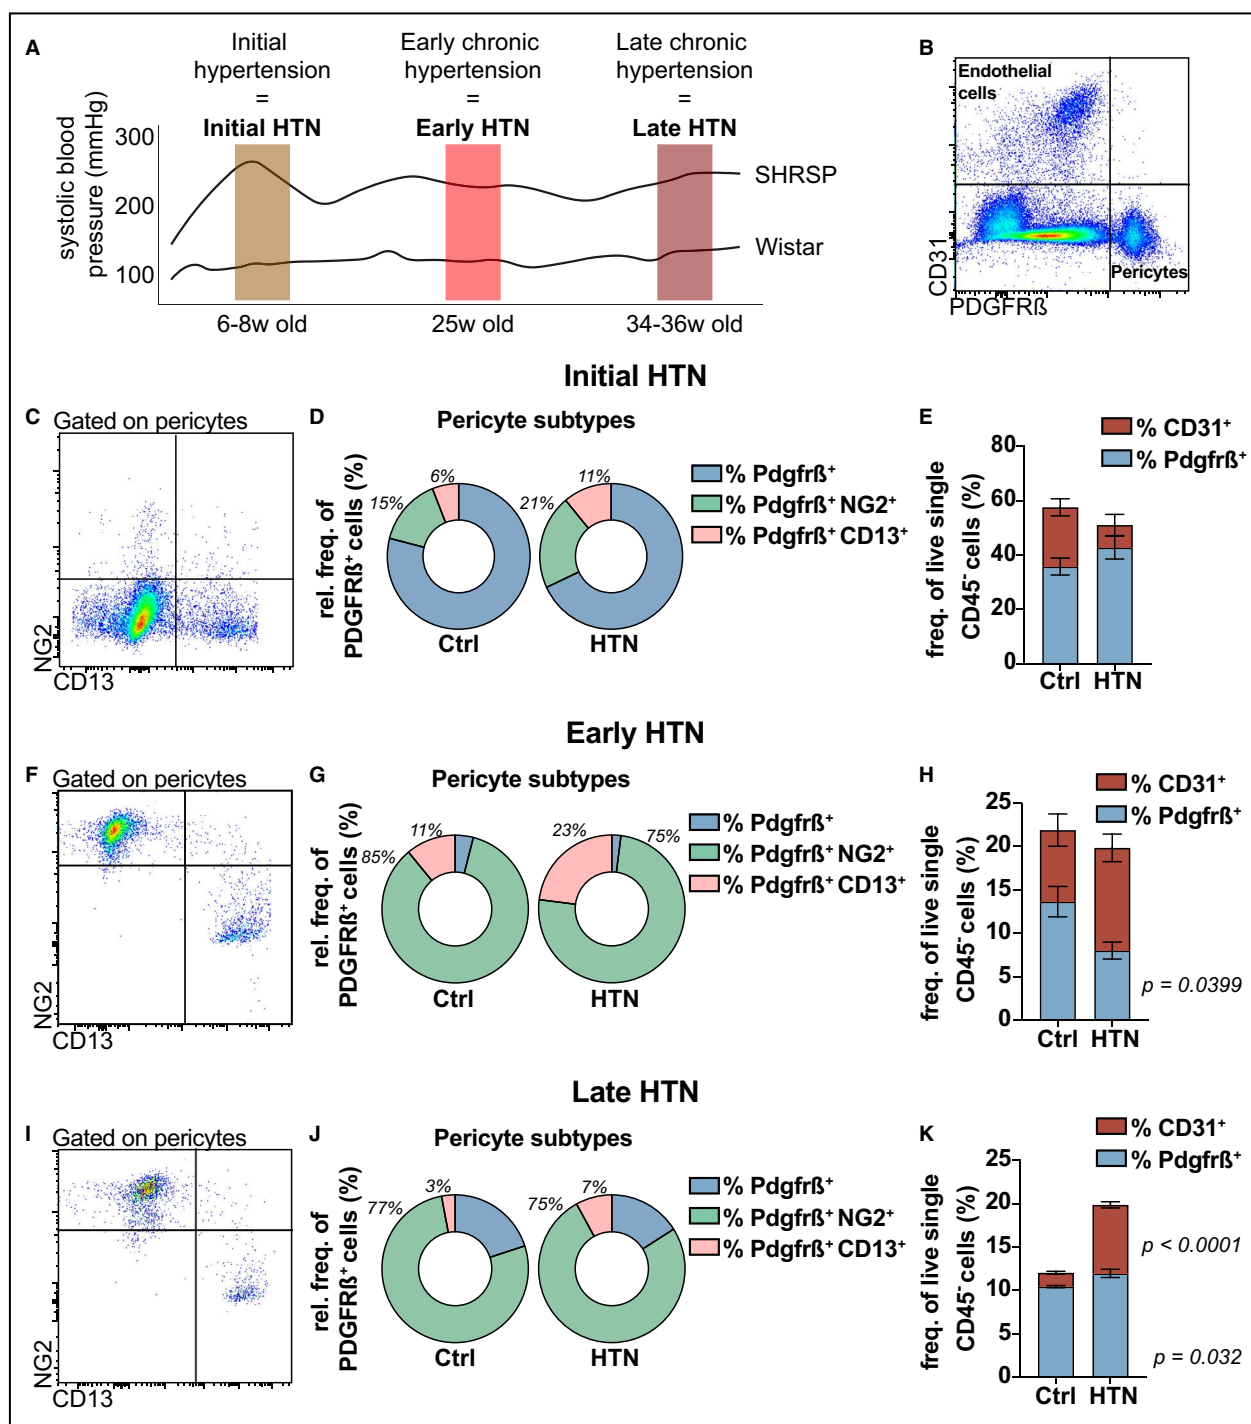 A
Initial
hypertension
=
Initial HTN
Early chronic
hypertension
=
Early HTN
Late chronic
hypertension
=
Late HTN
systolic blood
pressure (mmHg)
300
200
100
SHRSP
Wistar
6-8w old
25w old
34-36w old
B
Endothelial
cells
Pericytes
CD31
PDGFRß
Initial HTN
C
Gated on pericytes
NG2
CD13
D
Pericyte subtypes
rel. freq. of
PDGFRß⁺ cells (%)
6%
15%
Ctrl
11%
21%
HTN
% Pdgfrß⁺
% Pdgfrß⁺ NG2⁺
% Pdgfrß⁺ CD13⁺
E
% CD31⁺
% Pdgfrß⁺
freq. of live single
CD45⁻ cells (%)
80
60
40
20
0
Ctrl
HTN
Early HTN
F
Gated on pericytes
NG2
CD13
G
Pericyte subtypes
rel. freq. of
PDGFRß⁺ cells (%)
11%
85%
Ctrl
23%
75%
HTN
% Pdgfrß⁺
% Pdgfrß⁺ NG2⁺
% Pdgfrß⁺ CD13⁺
H
% CD31⁺
% Pdgfrß⁺
freq. of live single
CD45⁻ cells (%)
25
20
15
10
5
0
p = 0.0399
Ctrl
HTN
Late HTN
I
Gated on pericytes
NG2
CD13
J
Pericyte subtypes
rel. freq. of
PDGFRß⁺ cells (%)
3%
77%
Ctrl
7%
75%
HTN
% Pdgfrß⁺
% Pdgfrß⁺ NG2⁺
% Pdgfrß⁺ CD13⁺
K
% CD31⁺
% Pdgfrß⁺
freq. of live single
CD45⁻ cells (%)
25
20
15
10
5
0
p < 0.0001
p = 0.032
Ctrl
HTN